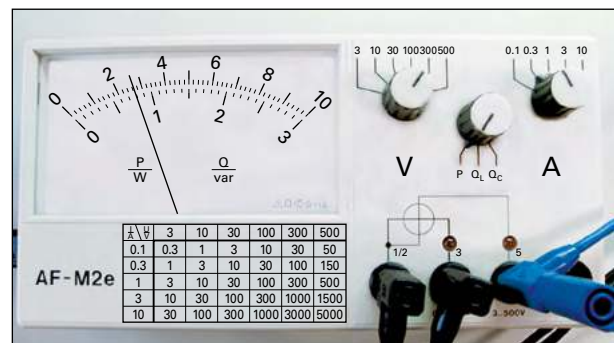 0 2 4 6 8 10
0 1 2 3
P
W
Q
var
3 10 30 100 300 500
0.1 0.3 1 3 10
P QL QC
V
A
AF-M2e
I/A \ U/V 3 10 30 100 300 500
0.1 0.3 1 3 10 30 50
0.3 1 3 10 30 100 150
1 3 10 30 100 300 500
3 10 30 100 300 1000 1500
10 30 100 300 1000 3000 5000
1/2 3 5
3...500V